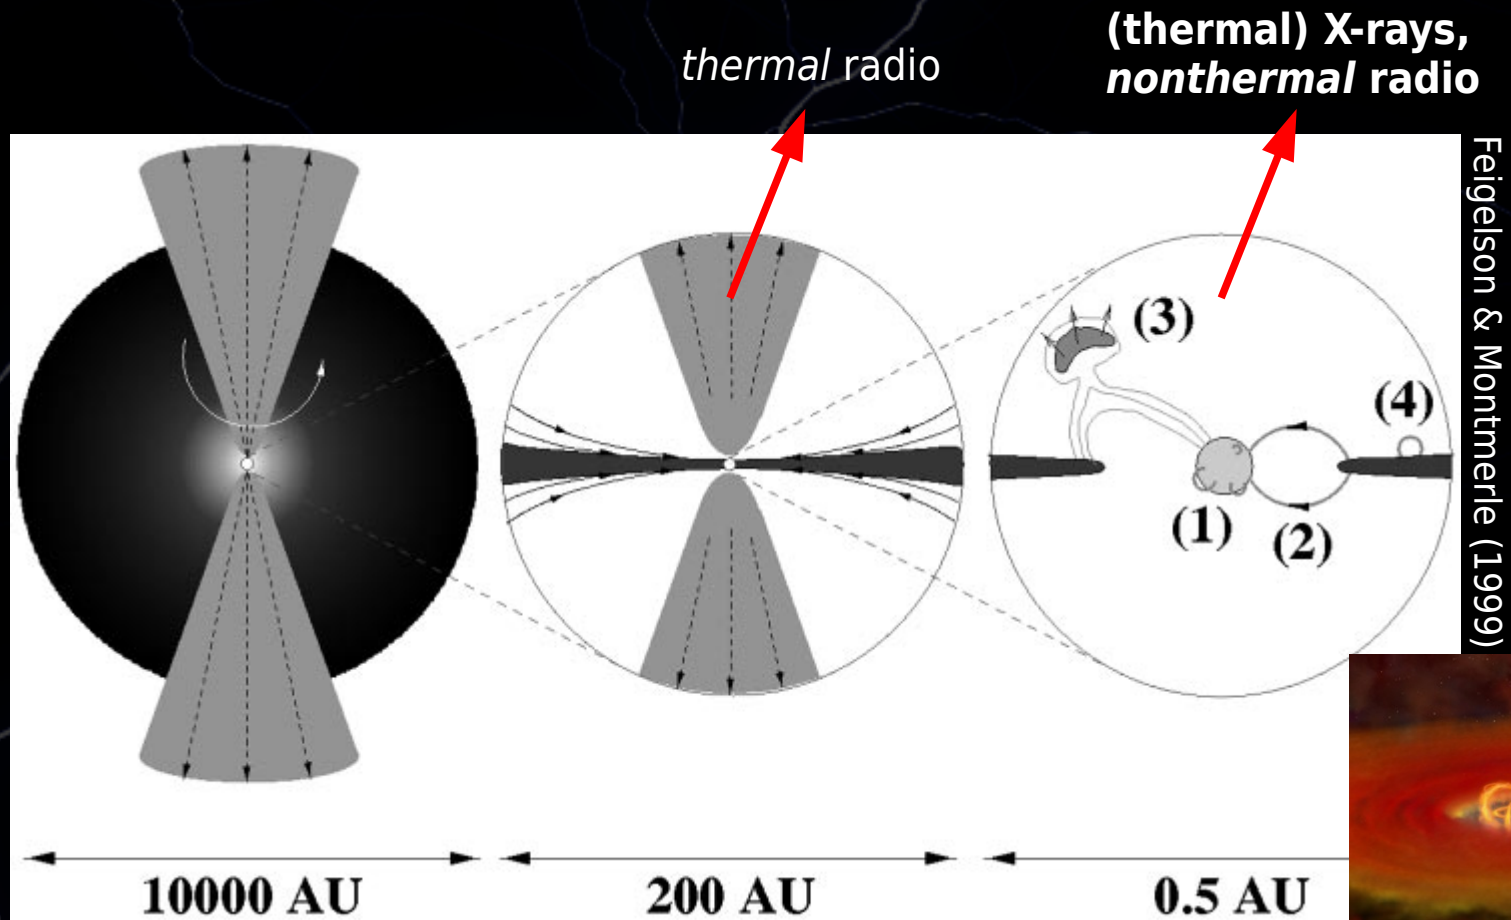 thermal radio
(thermal) X-rays,
nonthermal radio
Feigelson & Montmerle (1999)
(3)
(4)
(1)
(2)
10000 AU
200 AU
0.5 AU